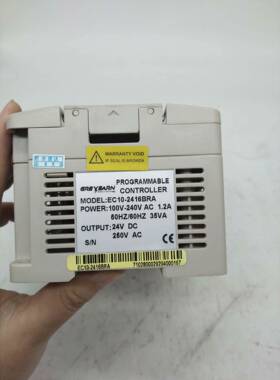 WARRANTY VOID
IF SEAL IS BROKEN
GREYBARN
PROGRAMMABLE
CONTROLLER
MODEL:EC10-2416BRA
POWER:100V-240V AC 1.2A
50HZ/60HZ 35VA
OUTPUT:24V DC
250V AC
S/N
CE
EC10-2416BRA